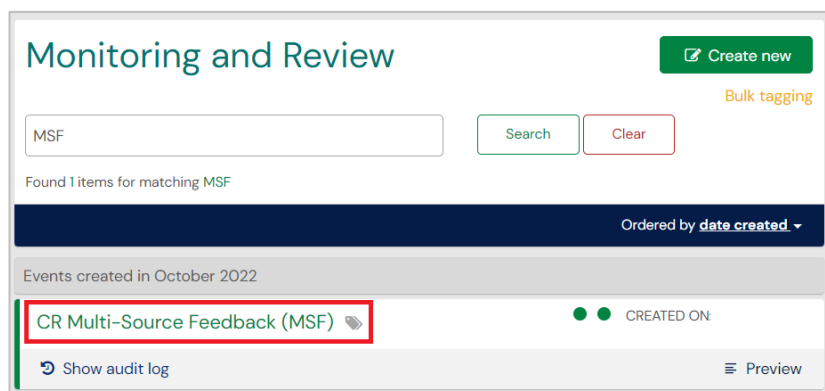 Monitoring and Review
Create new
Bulk tagging
MSF
Search
Clear
Found 1 items for matching MSF
Ordered by date created
Events created in October 2022
CR Multi-Source Feedback (MSF)
CREATED ON:
Show audit log
Preview